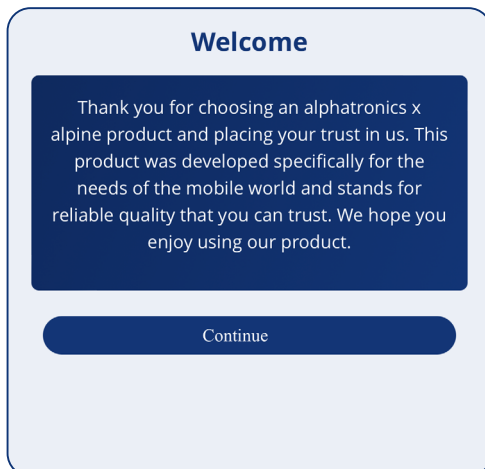 Welcome
Thank you for choosing an alphatronics x
alpine product and placing your trust in us. This
product was developed specifically for the
needs of the mobile world and stands for
reliable quality that you can trust. We hope you
enjoy using our product.
Continue